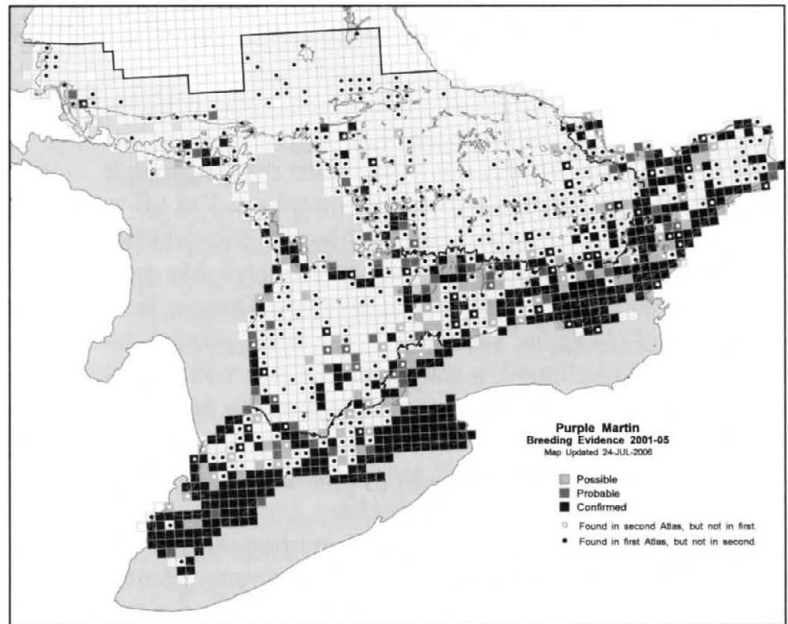 Purple Martin
Breeding Evidence 2001-05
Map Updated 24-JUL-2006
Possible
Probable
Confirmed
Found in second Atlas, but not in first.
Found in first Atlas, but not in second.